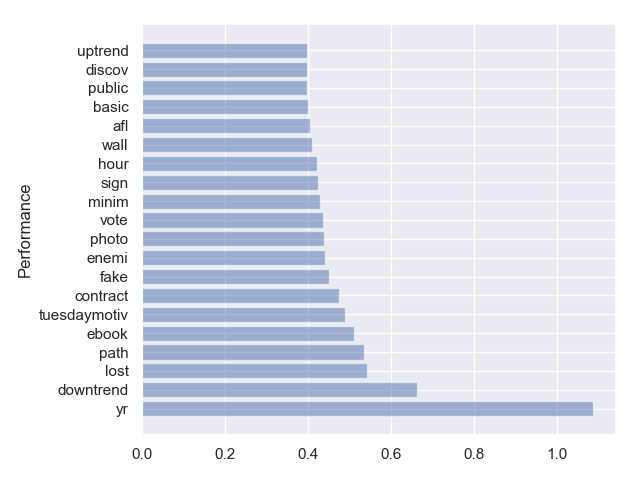 uptrend
discov
public
basic
afl
wall
hour
sign
minim
vote
photo
enemi
fake
contract
tuesdaymotiv
ebook
path
lost
downtrend
yr
Performance
0.0 0.2 0.4 0.6 0.8 1.0